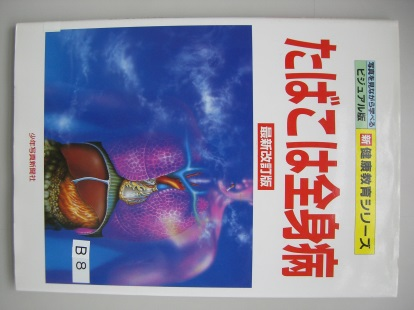 写真を見ながら学べる
ビジュアル版
新 健康教育シリーズ
たばこは全身病
最新改訂版
少年写真新聞社
B8